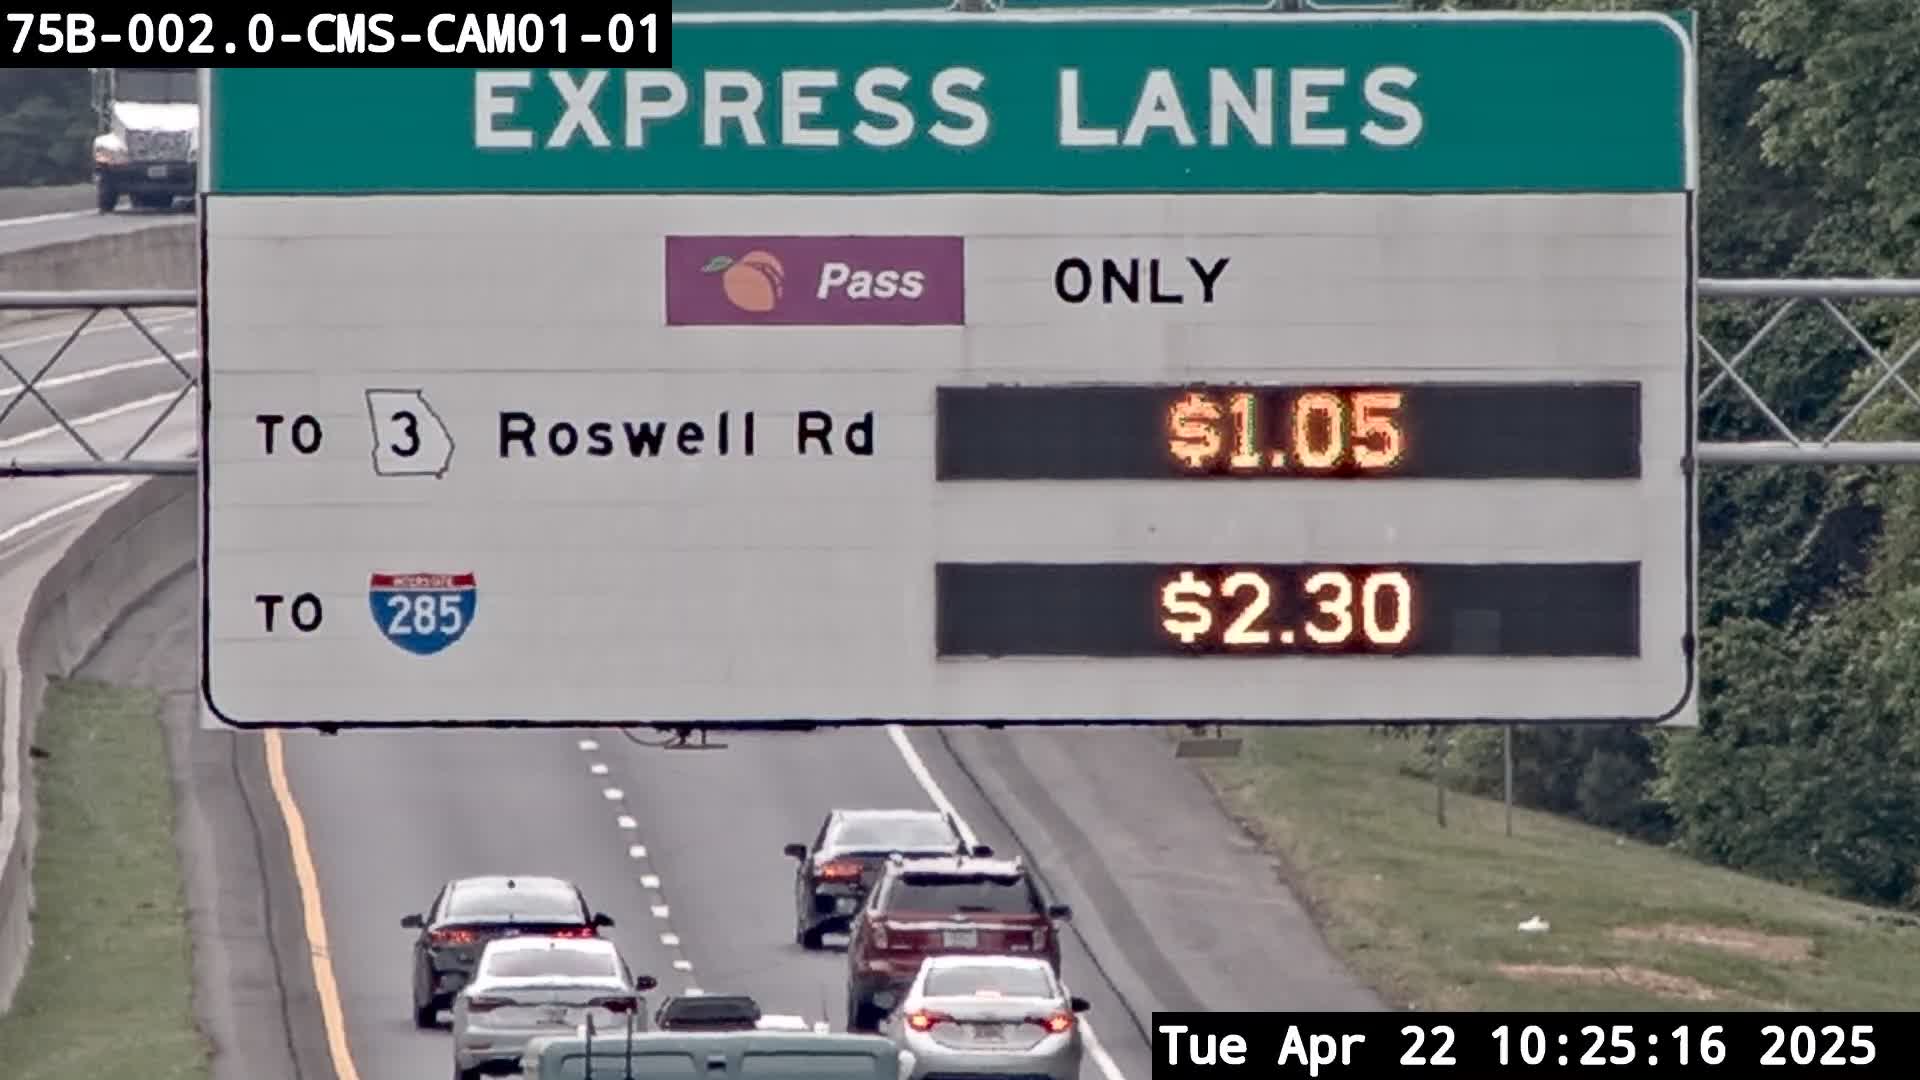 75B-002.0-CMS-CAM01-01
EXPRESS LANES
Pass ONLY
TO 3 Roswell Rd $1.05
INTERSTATE
TO 285 $2.30
Tue Apr 22 10:25:16 2025